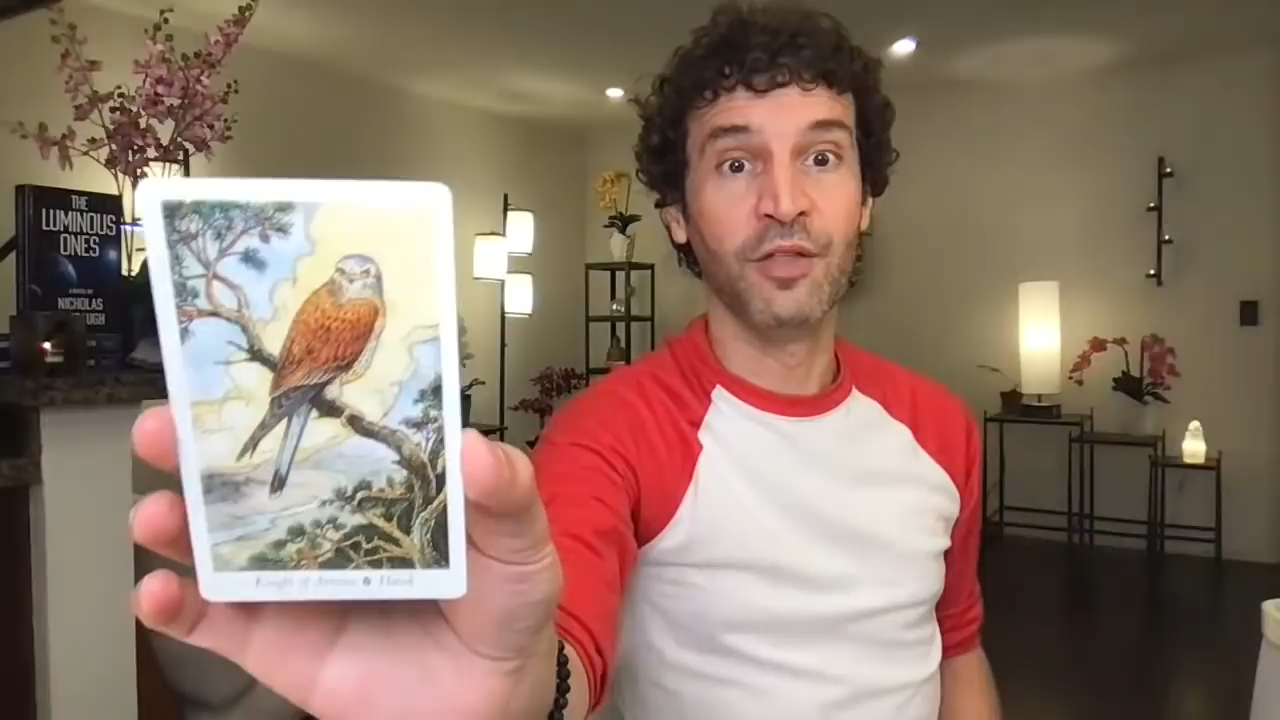 THE
LUMINOUS
ONES
NICHOLAS
Knight of Arrows Hawk